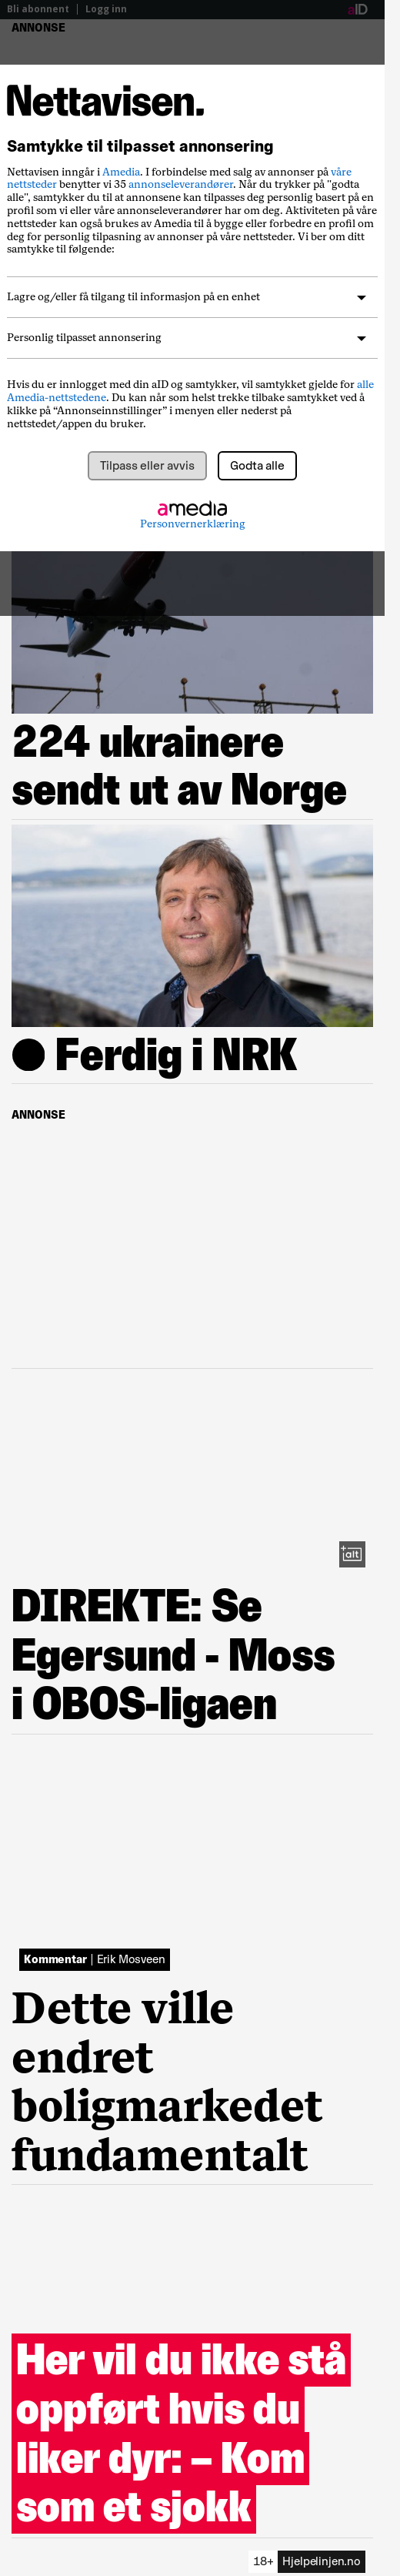 Bli abonnent | Logg inn
aID
ANNONSE
Nettavisen.
Samtykke til tilpasset annonsering
Nettavisen inngår i Amedia. I forbindelse med salg av annonser på våre
nettsteder benytter vi 35 annonseleverandører. Når du trykker på "godta
alle", samtykker du til at annonsene kan tilpasses deg personlig basert på en
profil som vi eller våre annonseleverandører har om deg. Aktiviteten på våre
nettsteder kan også brukes av Amedia til å bygge eller forbedre en profil om
deg for personlig tilpasning av annonser på våre nettsteder. Vi ber om ditt
samtykke til følgende:
Lagre og/eller få tilgang til informasjon på en enhet
Personlig tilpasset annonsering
Hvis du er innlogget med din aID og samtykker, vil samtykket gjelde for alle
Amedia-nettstedene. Du kan når som helst trekke tilbake samtykket ved å
klikke på “Annonseinnstillinger” i menyen eller nederst på
nettstedet/appen du bruker.
Tilpass eller avvis
Godta alle
amedia
Personvernerklæring
224 ukrainere
sendt ut av Norge
Ferdig i NRK
ANNONSE
+alt
DIREKTE: Se
Egersund - Moss
i OBOS-ligaen
Kommentar | Erik Mosveen
Dette ville
endret
boligmarkedet
fundamentalt
Her vil du ikke stå
oppført hvis du
liker dyr: – Kom
som et sjokk
18+ Hjelpelinjen.no